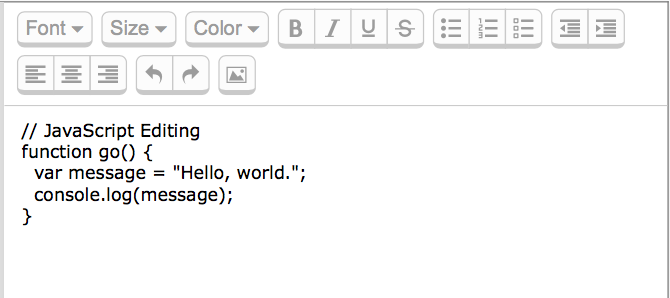 Font Size Color B I U S
// JavaScript Editing
function go() {
  var message = "Hello, world.";
  console.log(message);
}